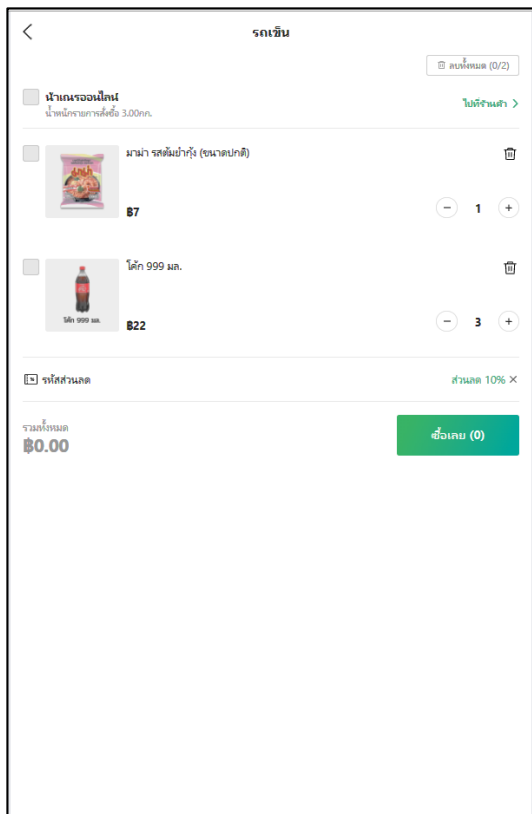 รถเข็น
ลบทั้งหมด (0/2)
น้าเณรออนไลน์
ไปที่ร้านค้า
น้ำหนักรายการสั่งซื้อ 3.00กก.
มาม่า รสต้มยำกุ้ง (ขนาดปกติ)
มาม่า
฿7
1
โค้ก 999 มล.
โค้ก 999 มล.
฿22
3
รหัสส่วนลด
ส่วนลด 10%
รวมทั้งหมด
฿0.00
ซื้อเลย (0)